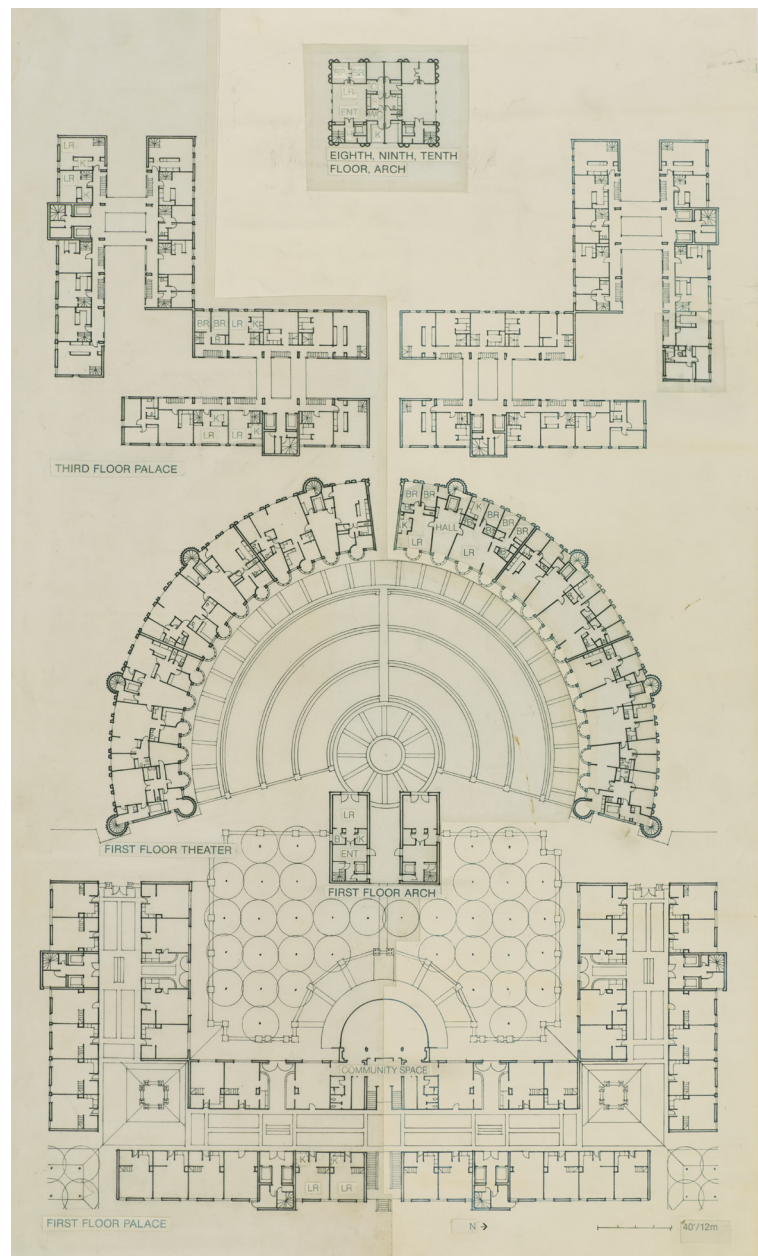 LR
ENT
K
EIGHTH, NINTH, TENTH
FLOOR, ARCH
LR
K
LR
K
BR BR LR K
K
LR LR K
THIRD FLOOR PALACE
BR BR K BR BR BR
K HALL
LR LR
FIRST FLOOR THEATER
LR
B K
ENT
FIRST FLOOR ARCH
COMMUNITY SPACE
K K
LR LR
FIRST FLOOR PALACE
N →
40'/12m